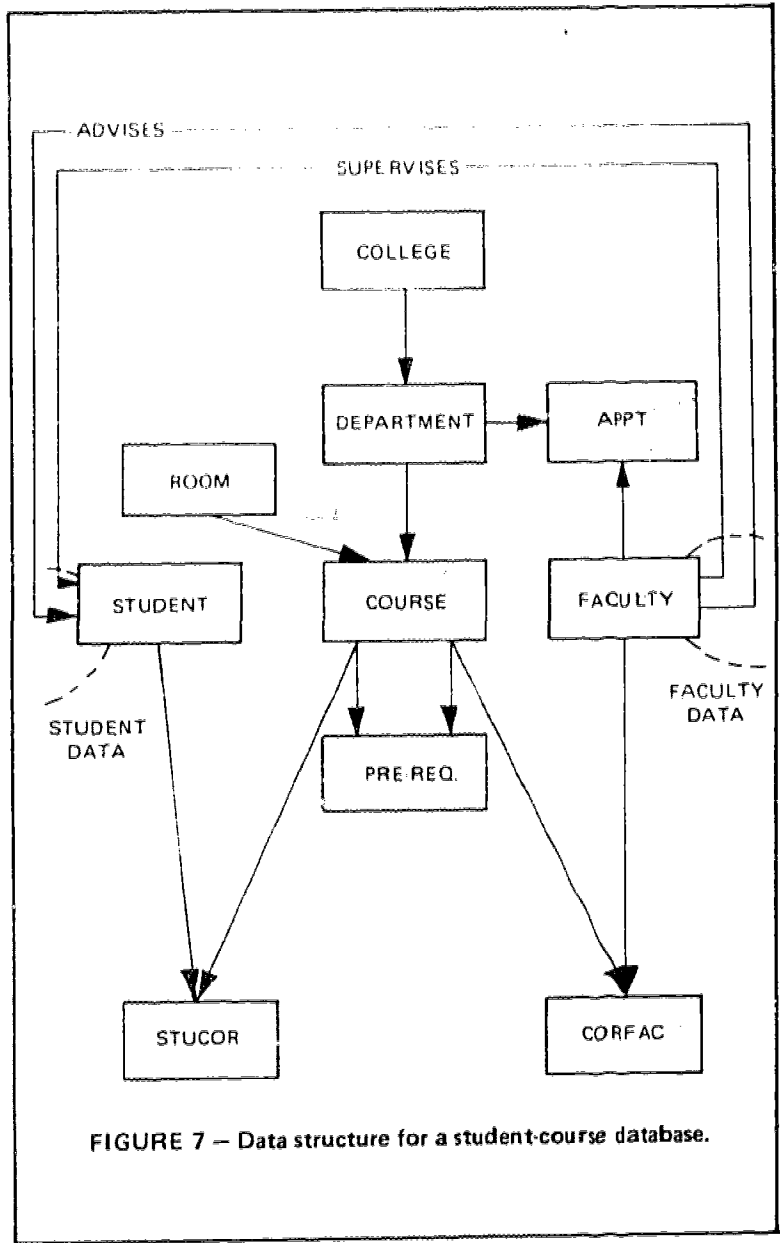 ADVISES
SUPERVISES
COLLEGE
DEPARTMENT
APPT
ROOM
STUDENT
COURSE
FACULTY
STUDENT
DATA
FACULTY
DATA
PRE-REQ.
STUCOR
CORFAC
FIGURE 7 – Data structure for a student-course database.